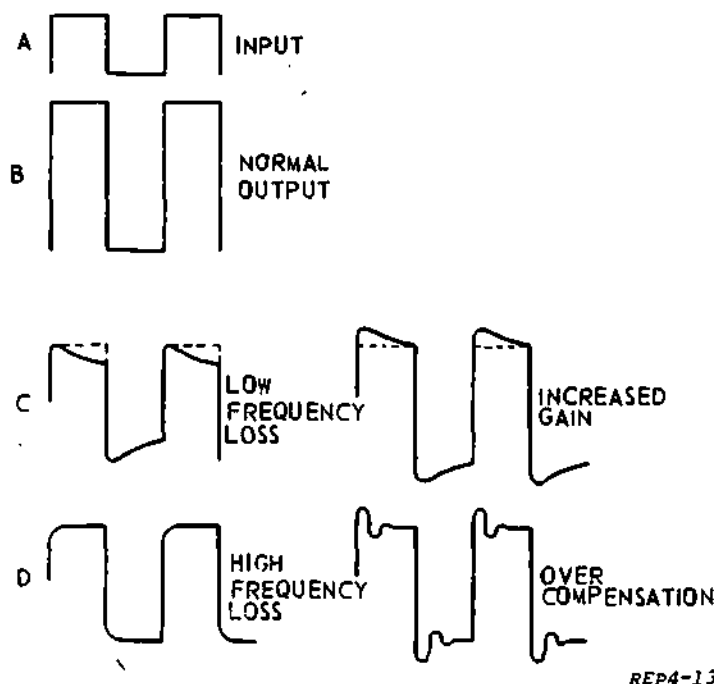 A
INPUT
B
NORMAL
OUTPUT
C
LOW
FREQUENCY
LOSS
INCREASED
GAIN
D
HIGH
FREQUENCY
LOSS
OVER
COMPENSATION
REP4-13